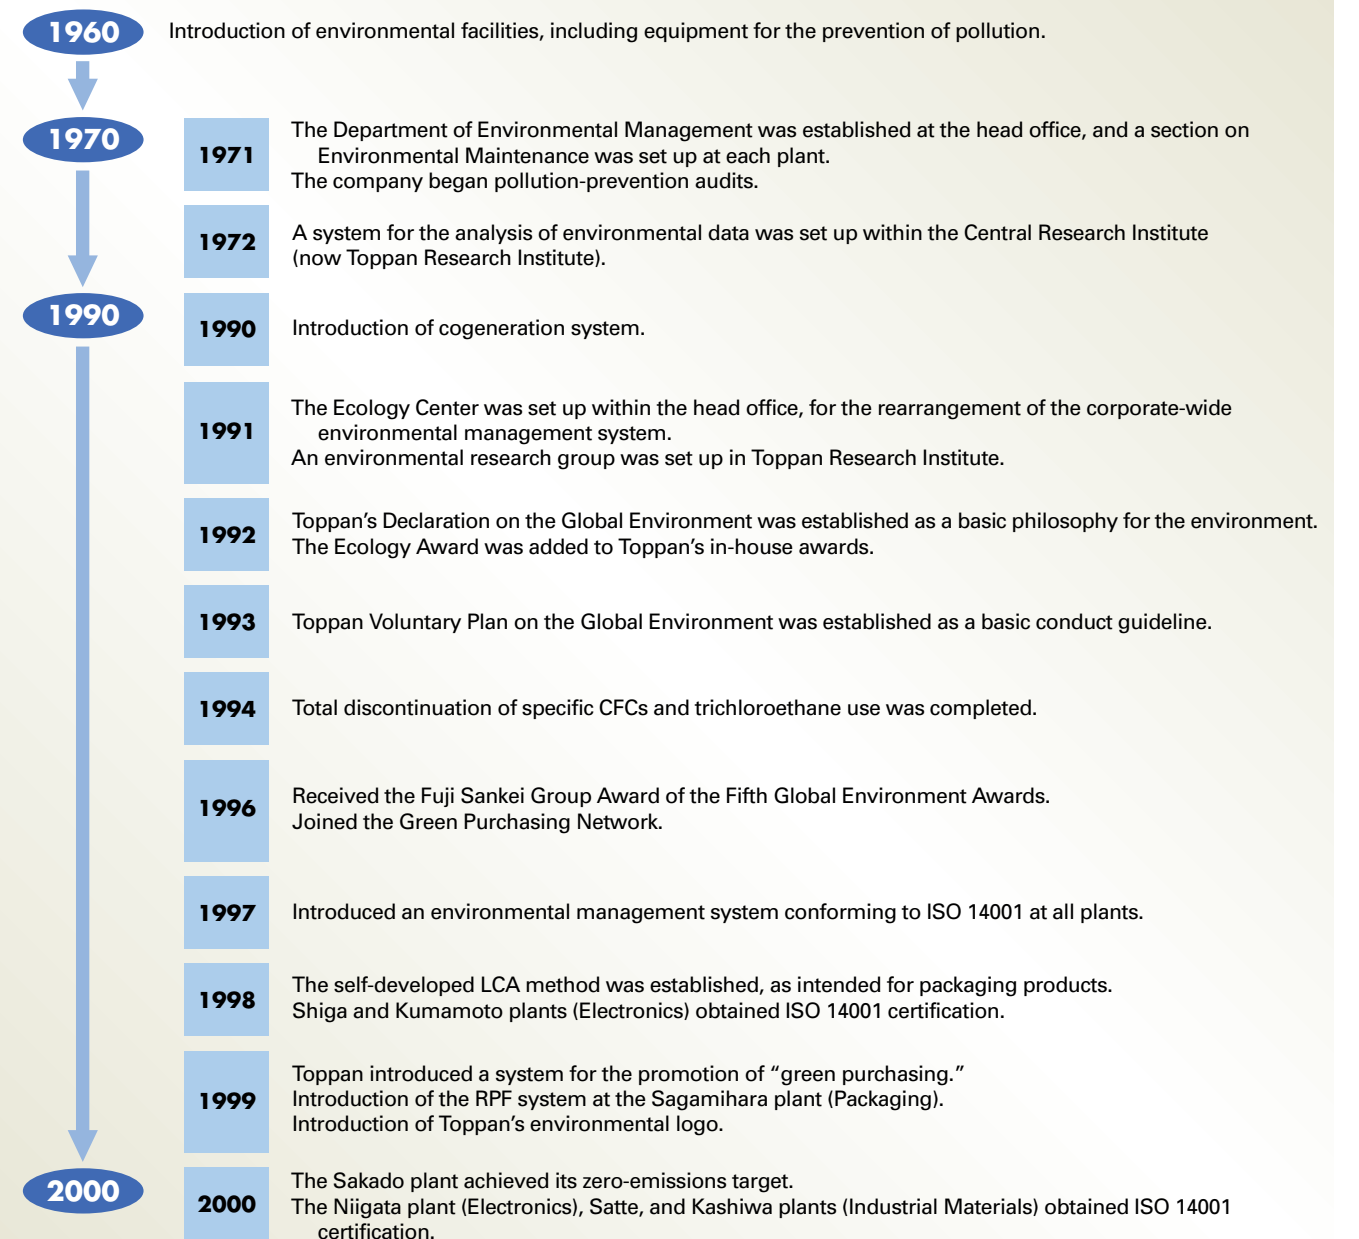 1960
Introduction of environmental facilities, including equipment for the prevention of pollution.
1970
1971
The Department of Environmental Management was established at the head office, and a section on
Environmental Maintenance was set up at each plant.
The company began pollution-prevention audits.
1972
A system for the analysis of environmental data was set up within the Central Research Institute
(now Toppan Research Institute).
1990
1990
Introduction of cogeneration system.
1991
The Ecology Center was set up within the head office, for the rearrangement of the corporate-wide
environmental management system.
An environmental research group was set up in Toppan Research Institute.
1992
Toppan’s Declaration on the Global Environment was established as a basic philosophy for the environment.
The Ecology Award was added to Toppan’s in-house awards.
1993
Toppan Voluntary Plan on the Global Environment was established as a basic conduct guideline.
1994
Total discontinuation of specific CFCs and trichloroethane use was completed.
1996
Received the Fuji Sankei Group Award of the Fifth Global Environment Awards.
Joined the Green Purchasing Network.
1997
Introduced an environmental management system conforming to ISO 14001 at all plants.
1998
The self-developed LCA method was established, as intended for packaging products.
Shiga and Kumamoto plants (Electronics) obtained ISO 14001 certification.
1999
Toppan introduced a system for the promotion of “green purchasing.”
Introduction of the RPF system at the Sagamihara plant (Packaging).
Introduction of Toppan’s environmental logo.
2000
2000
The Sakado plant achieved its zero-emissions target.
The Niigata plant (Electronics), Satte, and Kashiwa plants (Industrial Materials) obtained ISO 14001
certification.